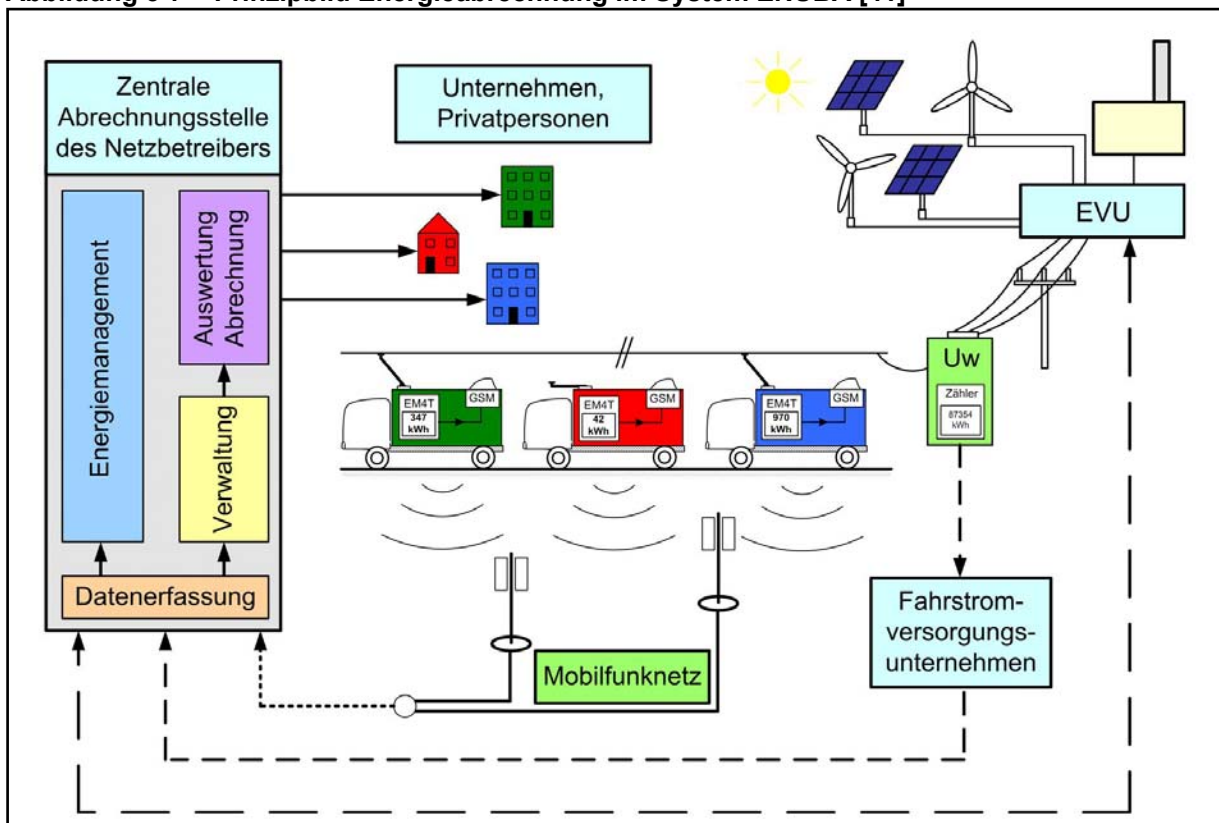 Zentrale
Abrechnungsstelle
des Netzbetreibers
Energiemanagement
Auswertung
Abrechnung
Verwaltung
Datenerfassung
Unternehmen,
Privatpersonen
EVU
Uw
Zähler
87354
kWh
EM4T
347
kWh
GSM
EM4T
42
kWh
GSM
EM4T
970
kWh
GSM
Mobilfunknetz
Fahrstrom-
versorgungs-
unternehmen